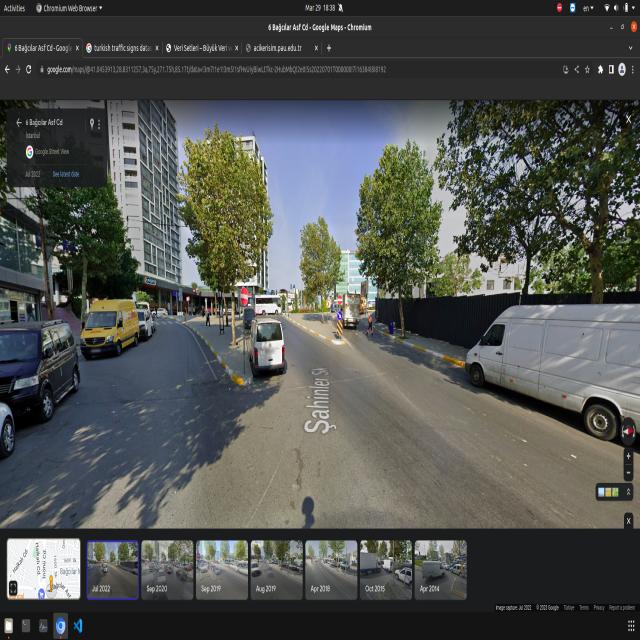 Activities
Chromium Web Browser
Mar 29 18:38
en
6 Bağcılar Asf Cd - Google Maps - Chromium
6 Bağcılar Asf Cd - Google
turkish traffic signs datas
Veri Setleri – Büyük Veri v
acikerisim.pau.edu.tr
6 Bağcılar Asf Cd
İstanbul
Google Street View
Jul 2022
See latest date
Şahinler Sk
Jul 2022
Sep 2020
Sep 2019
Aug 2019
Apr 2018
Oct 2015
Apr 2014
Image capture: Jul 2022 © 2023 Google Türkiye Terms Privacy Report a problem